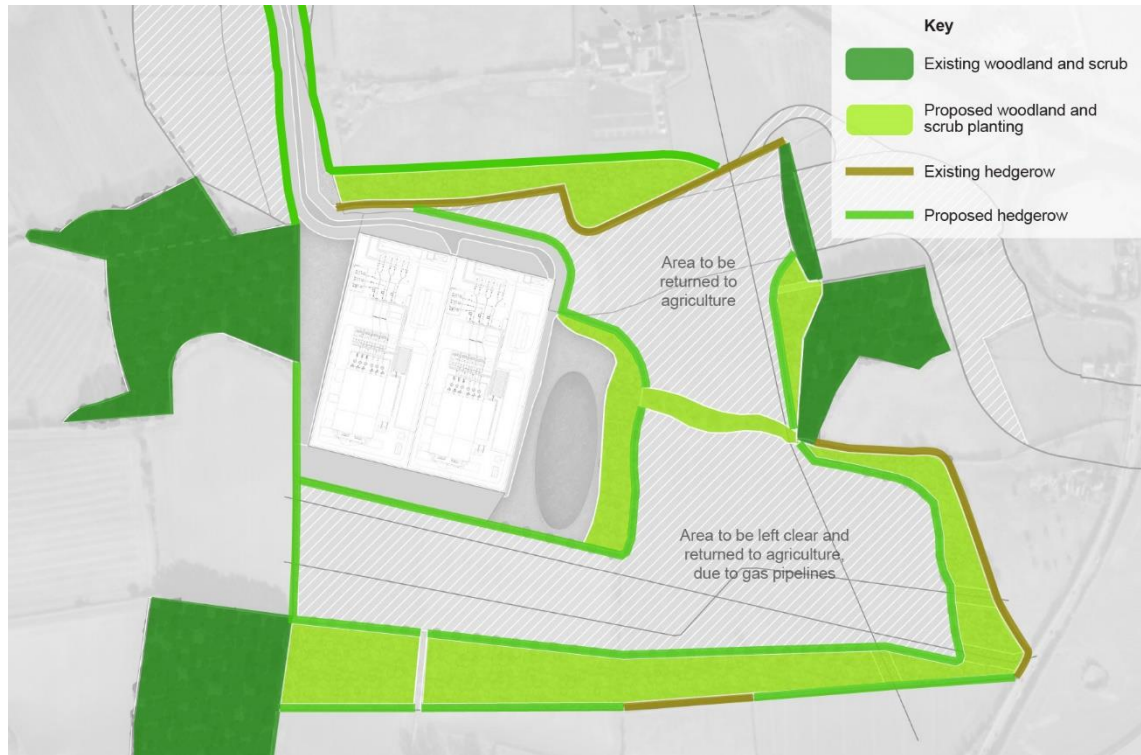 Key
Existing woodland and scrub
Proposed woodland and
scrub planting
Existing hedgerow
Proposed hedgerow
Area to be
returned to
agriculture
Area to be left clear and
returned to agriculture,
due to gas pipelines